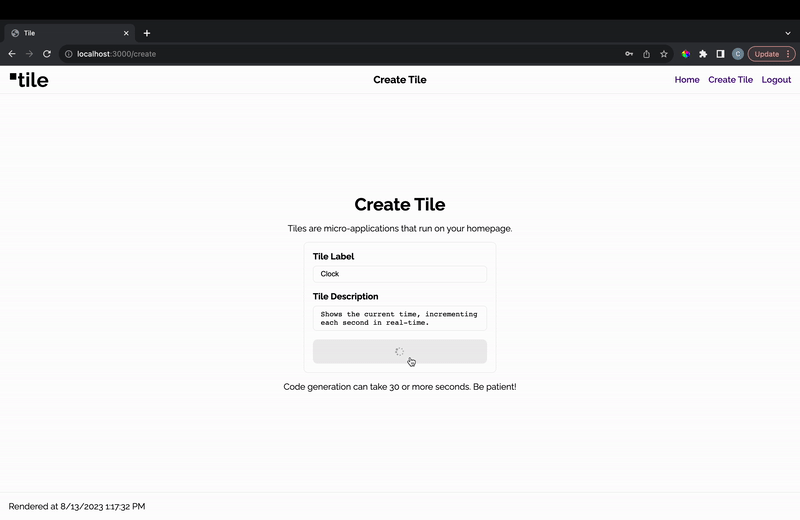 Tile
localhost:3000/create
C
Update
tile
Create Tile
Home
Create Tile
Logout
Create Tile
Tiles are micro-applications that run on your homepage.
Tile Label
Clock
Tile Description
Shows the current time, incrementing
each second in real-time.
Code generation can take 30 or more seconds. Be patient!
Rendered at 8/13/2023 1:17:32 PM